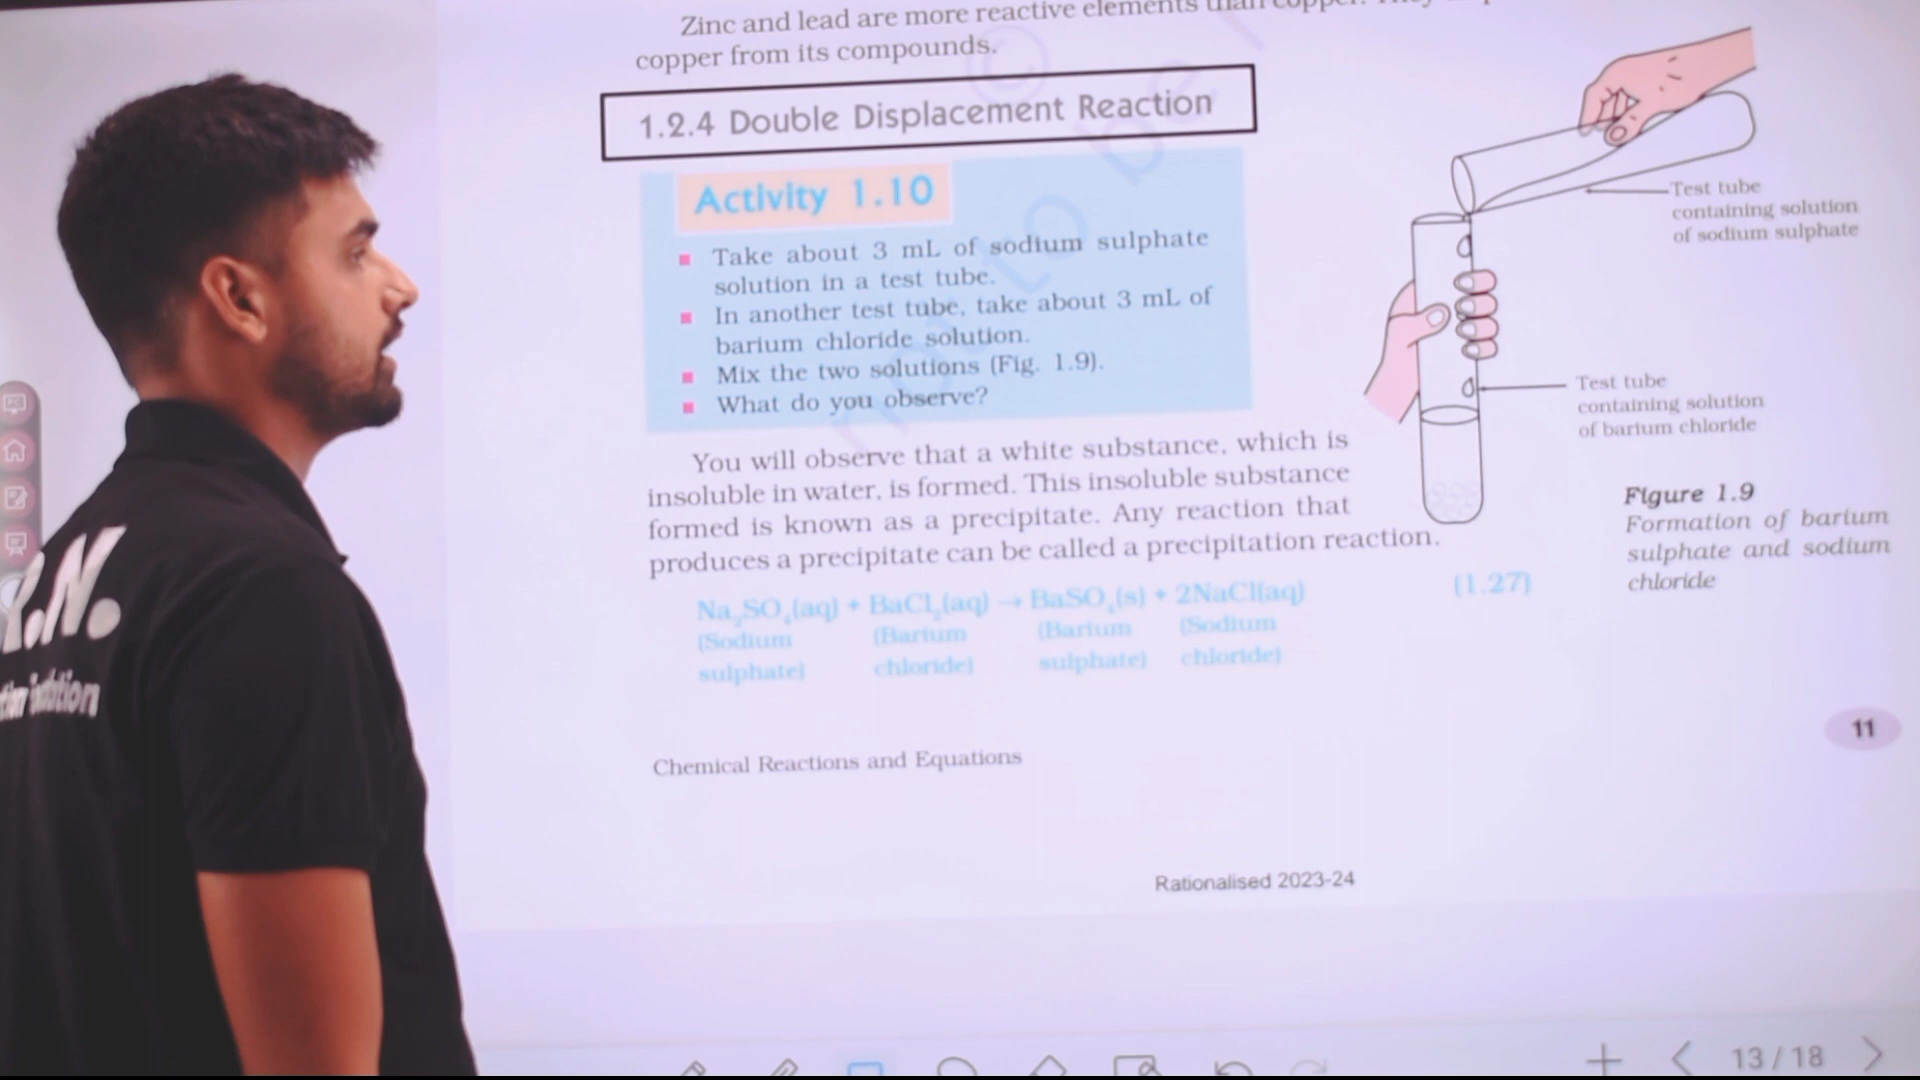 Zinc and lead are more reactive elements than copper.
copper from its compounds.
1.2.4 Double Displacement Reaction
Activity 1.10
Take about 3 mL of sodium sulphate
solution in a test tube.
In another test tube, take about 3 mL of
barium chloride solution.
Mix the two solutions (Fig. 1.9).
What do you observe?
Test tube
containing solution
of sodium sulphate
Test tube
containing solution
of barium chloride
Figure 1.9
Formation of barium
sulphate and sodium
chloride
You will observe that a white substance, which is
insoluble in water, is formed. This insoluble substance
formed is known as a precipitate. Any reaction that
produces a precipitate can be called a precipitation reaction.
Na₂SO₄(aq) + BaCl₂(aq) → BaSO₄(s) + 2NaCl(aq) (1.27)
(Sodium (Barium (Barium (Sodium
sulphate) chloride) sulphate) chloride)
11
Chemical Reactions and Equations
Rationalised 2023-24
13 / 18
not to be
©
.N.